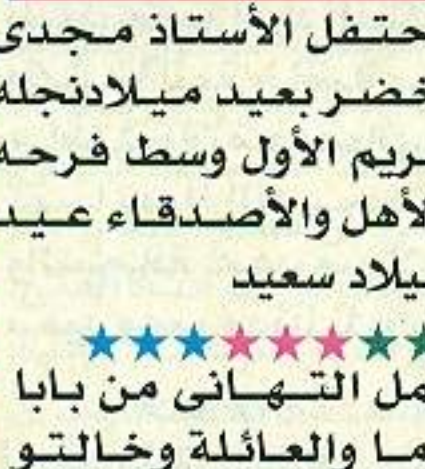 حتفل الأستاذ مجدى
خضر بعيد ميلادنجله
ريم الأول وسط فرحه
لأهل والأصدقاء عيد
يلاد سعيد
مل التهانى من بابا
ما والعائلة وخالتو